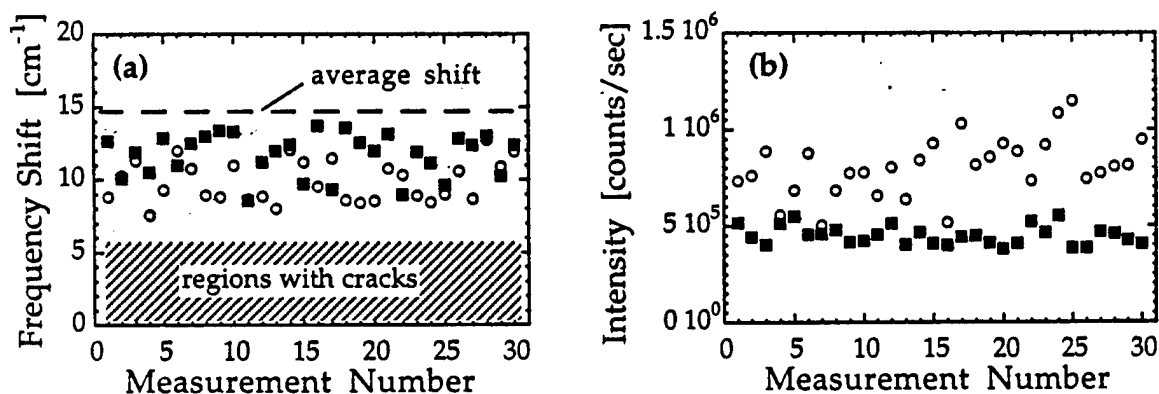 20
15
10
5
0
Frequency Shift [cm⁻¹]
(a)
average shift
regions with cracks
0 5 10 15 20 25 30
Measurement Number
1.5 10⁶
1 10⁶
5 10⁵
0 10⁰
Intensity [counts/sec]
(b)
0 5 10 15 20 25 30
Measurement Number